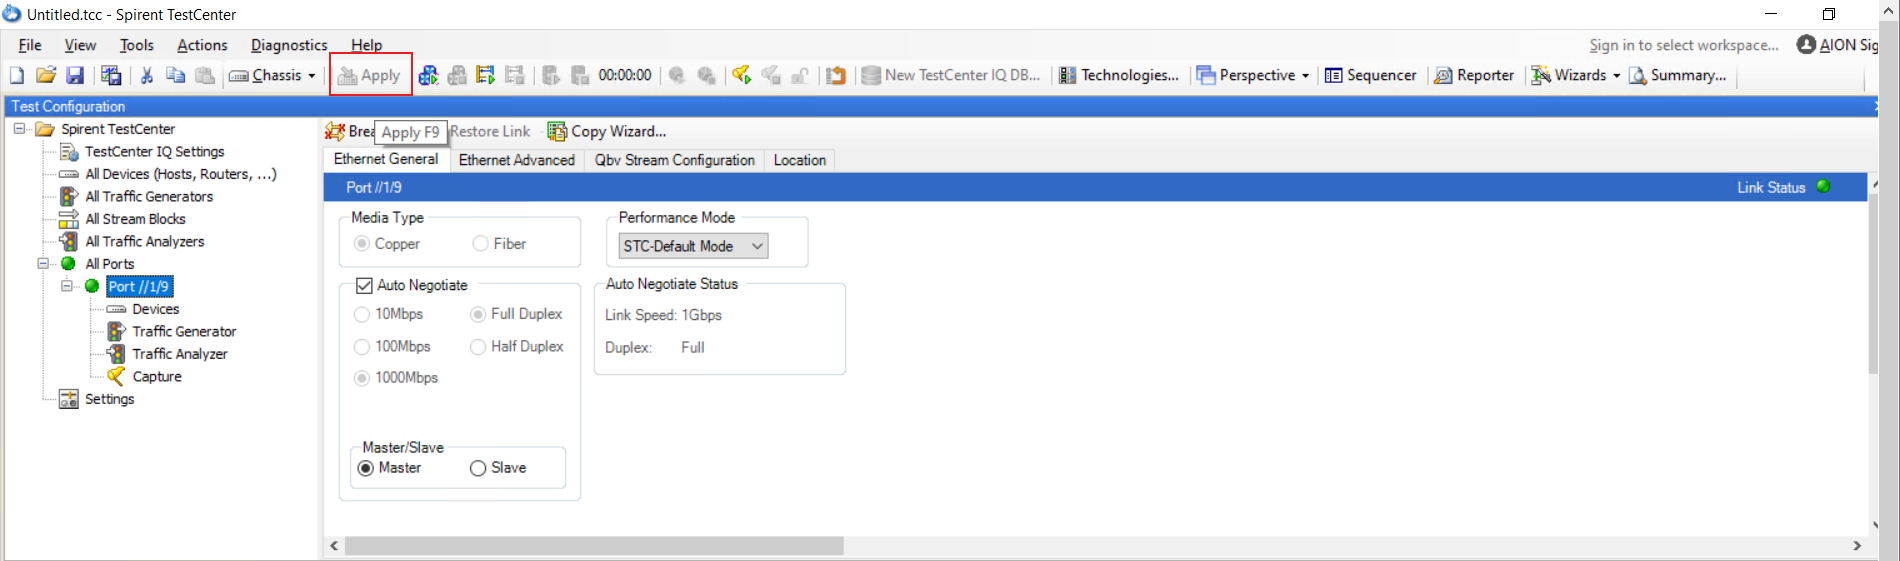 Untitled.tcc - Spirent TestCenter
File View Tools Actions Diagnostics Help Sign in to select workspace... AION Sig
Chassis Apply 00:00:00 New TestCenter IQ DB... Technologies... Perspective Sequencer Reporter Wizards Summary...
Test Configuration
Spirent TestCenter
TestCenter IQ Settings
All Devices (Hosts, Routers, ...)
All Traffic Generators
All Stream Blocks
All Traffic Analyzers
All Ports
Port //1/9
Devices
Traffic Generator
Traffic Analyzer
Capture
Settings
Brea Apply F9 Restore Link Copy Wizard...
Ethernet General Ethernet Advanced Qbv Stream Configuration Location
Port //1/9 Link Status
Media Type
Copper Fiber
Performance Mode
STC-Default Mode
Auto Negotiate
10Mbps Full Duplex
100Mbps Half Duplex
1000Mbps
Auto Negotiate Status
Link Speed: 1Gbps
Duplex: Full
Master/Slave
Master Slave